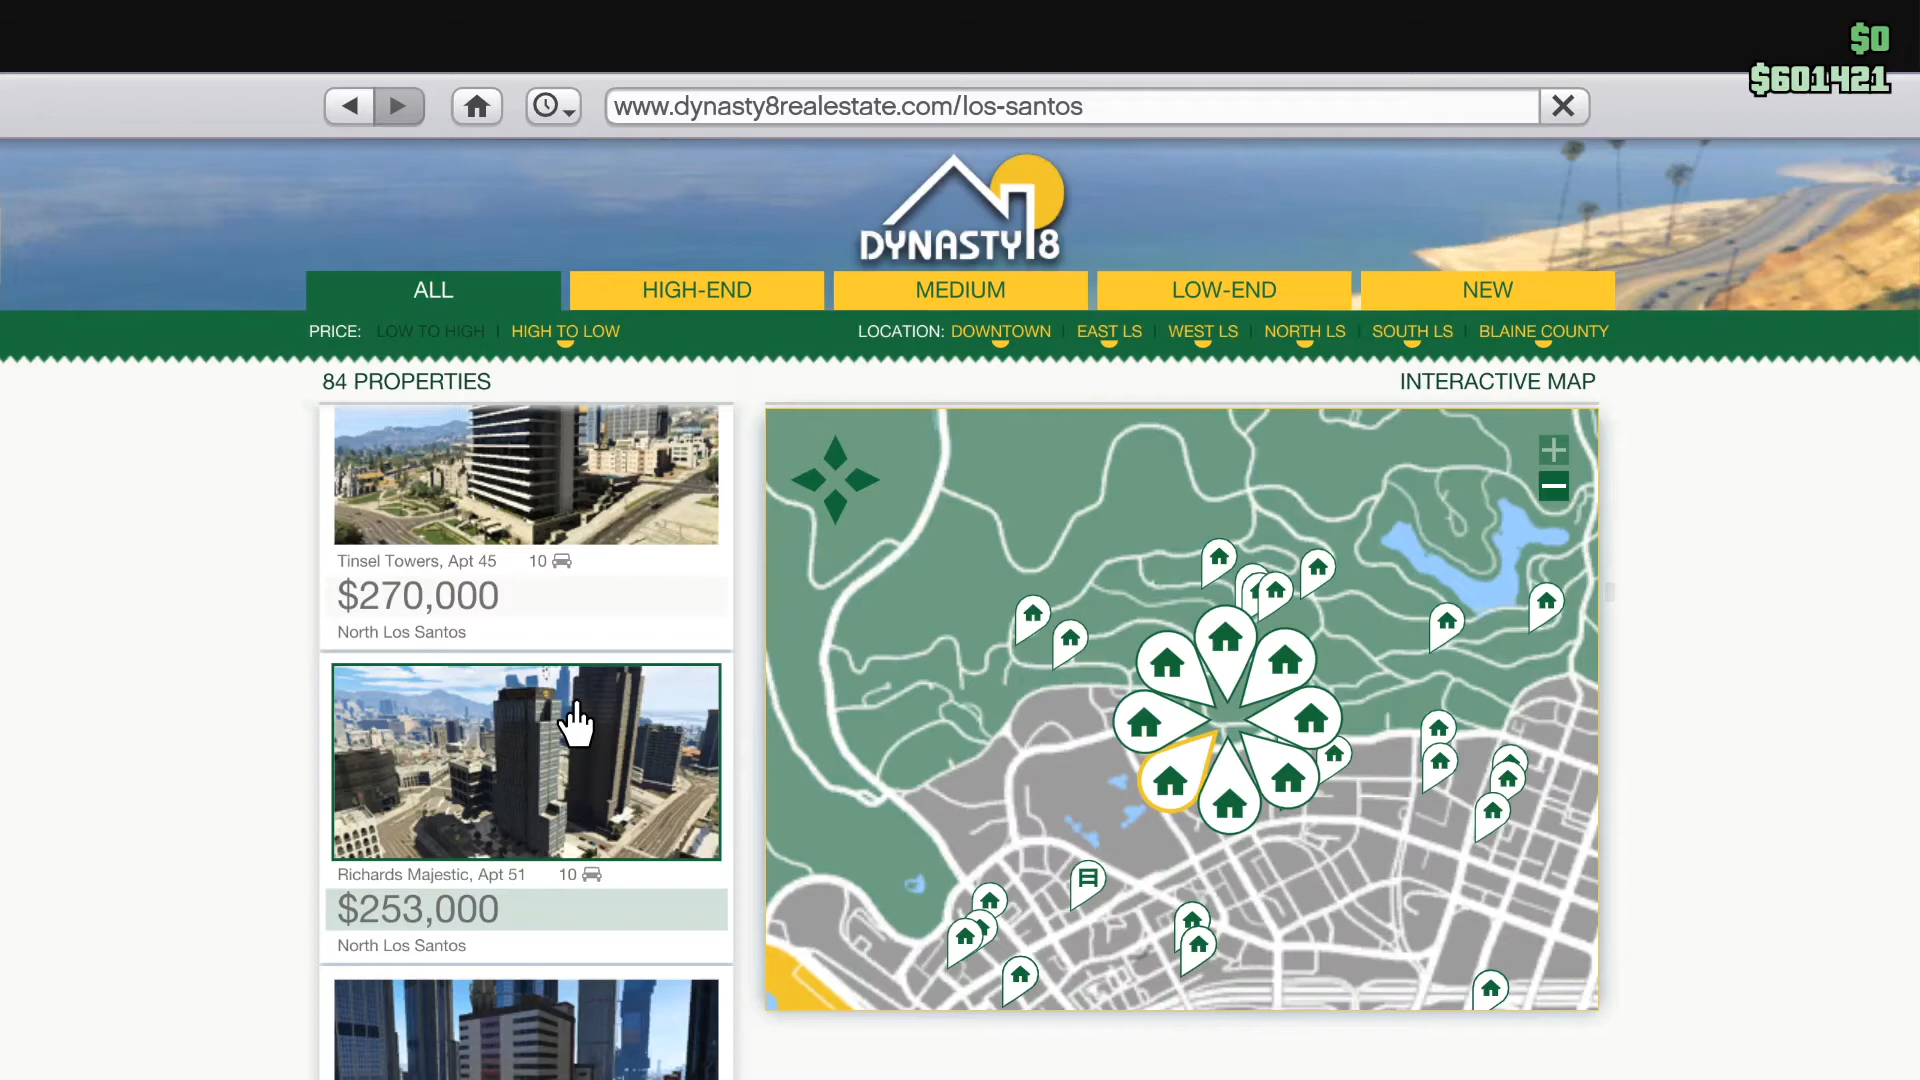 $0
$601421
www.dynasty8realestate.com/los-santos
DYNASTY 8
ALL
HIGH-END
MEDIUM
LOW-END
NEW
PRICE: LOW TO HIGH | HIGH TO LOW
LOCATION: DOWNTOWN | EAST LS | WEST LS | NORTH LS | SOUTH LS | BLAINE COUNTY
84 PROPERTIES
INTERACTIVE MAP
Tinsel Towers, Apt 45 10
$270,000
North Los Santos
Richards Majestic, Apt 51 10
$253,000
North Los Santos